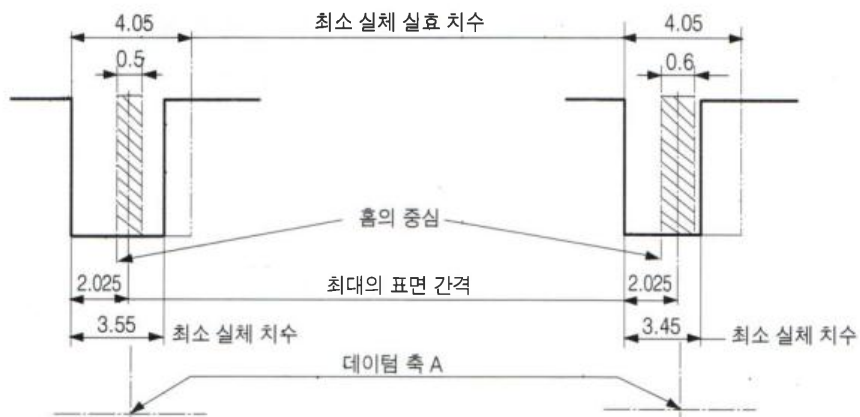 4.05 최소 실체 실효 치수 4.05
0.5 0.6
홈의 중심
2.025 최대의 표면 간격 2.025
3.55 최소 실체 치수 3.45 최소 실체 치수
데이텀 축 A